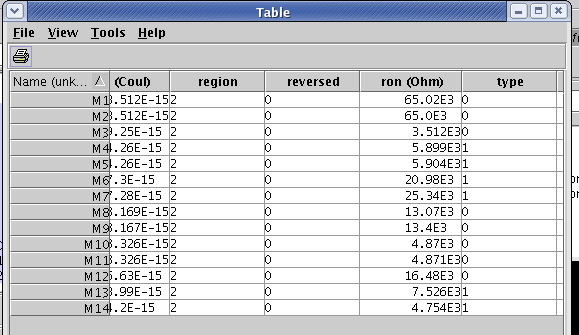 Table
File View Tools Help
Name (unk... (Coul) region reversed ron (Ohm) type
M1 .512E-15 2 0 65.02E3 0
M2 .512E-15 2 0 65.0E3 0
M3 .25E-15 2 0 3.512E3 0
M4 .26E-15 2 0 5.899E3 1
M5 .26E-15 2 0 5.904E3 1
M6 7.3E-15 2 0 20.98E3 1
M7 7.28E-15 2 0 25.34E3 1
M8 .169E-15 2 0 13.07E3 0
M9 .167E-15 2 0 13.4E3 0
M10 .326E-15 2 0 4.87E3 0
M11 .326E-15 2 0 4.871E3 0
M12 .63E-15 2 0 16.48E3 0
M13 .99E-15 2 0 7.526E3 1
M14 .2E-15 2 0 4.754E3 1